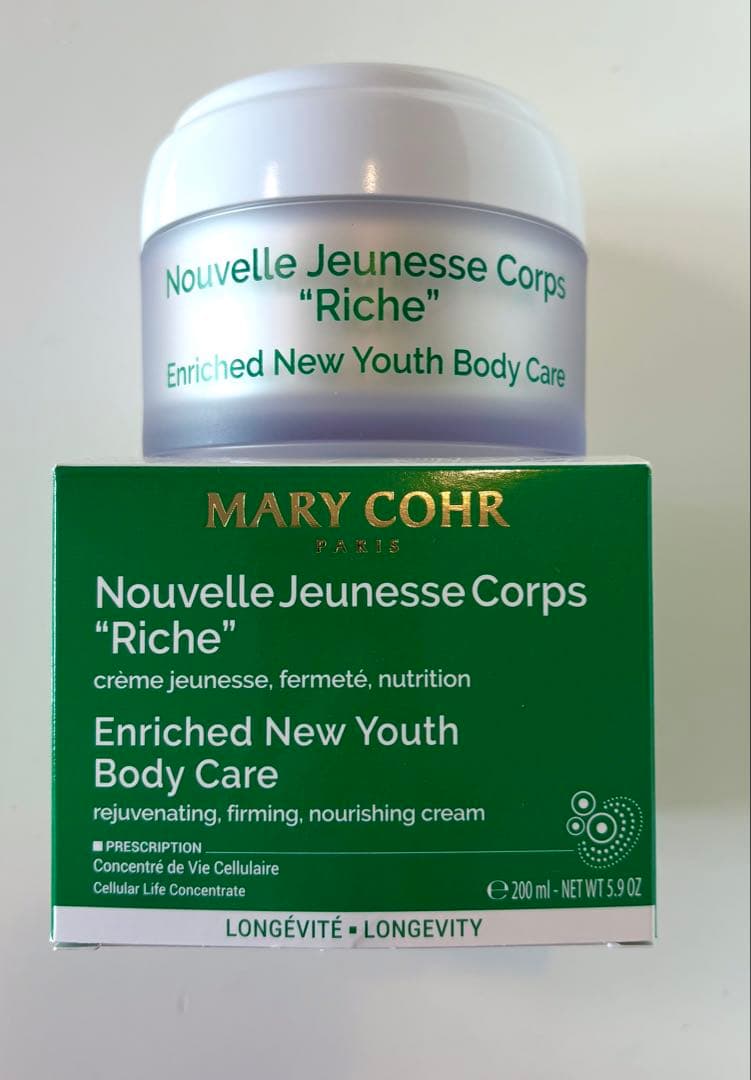 Nouvelle Jeunesse Corps
“Riche”
Enriched New Youth Body Care
MARY COHR
PARIS
Nouvelle Jeunesse Corps
“Riche”
crème jeunesse, fermeté, nutrition
Enriched New Youth
Body Care
rejuvenating, firming, nourishing cream
■ PRESCRIPTION
Concentré de Vie Cellulaire
Cellular Life Concentrate
℮ 200 ml - NET WT 5.9 OZ
LONGÉVITÉ ▪ LONGEVITY